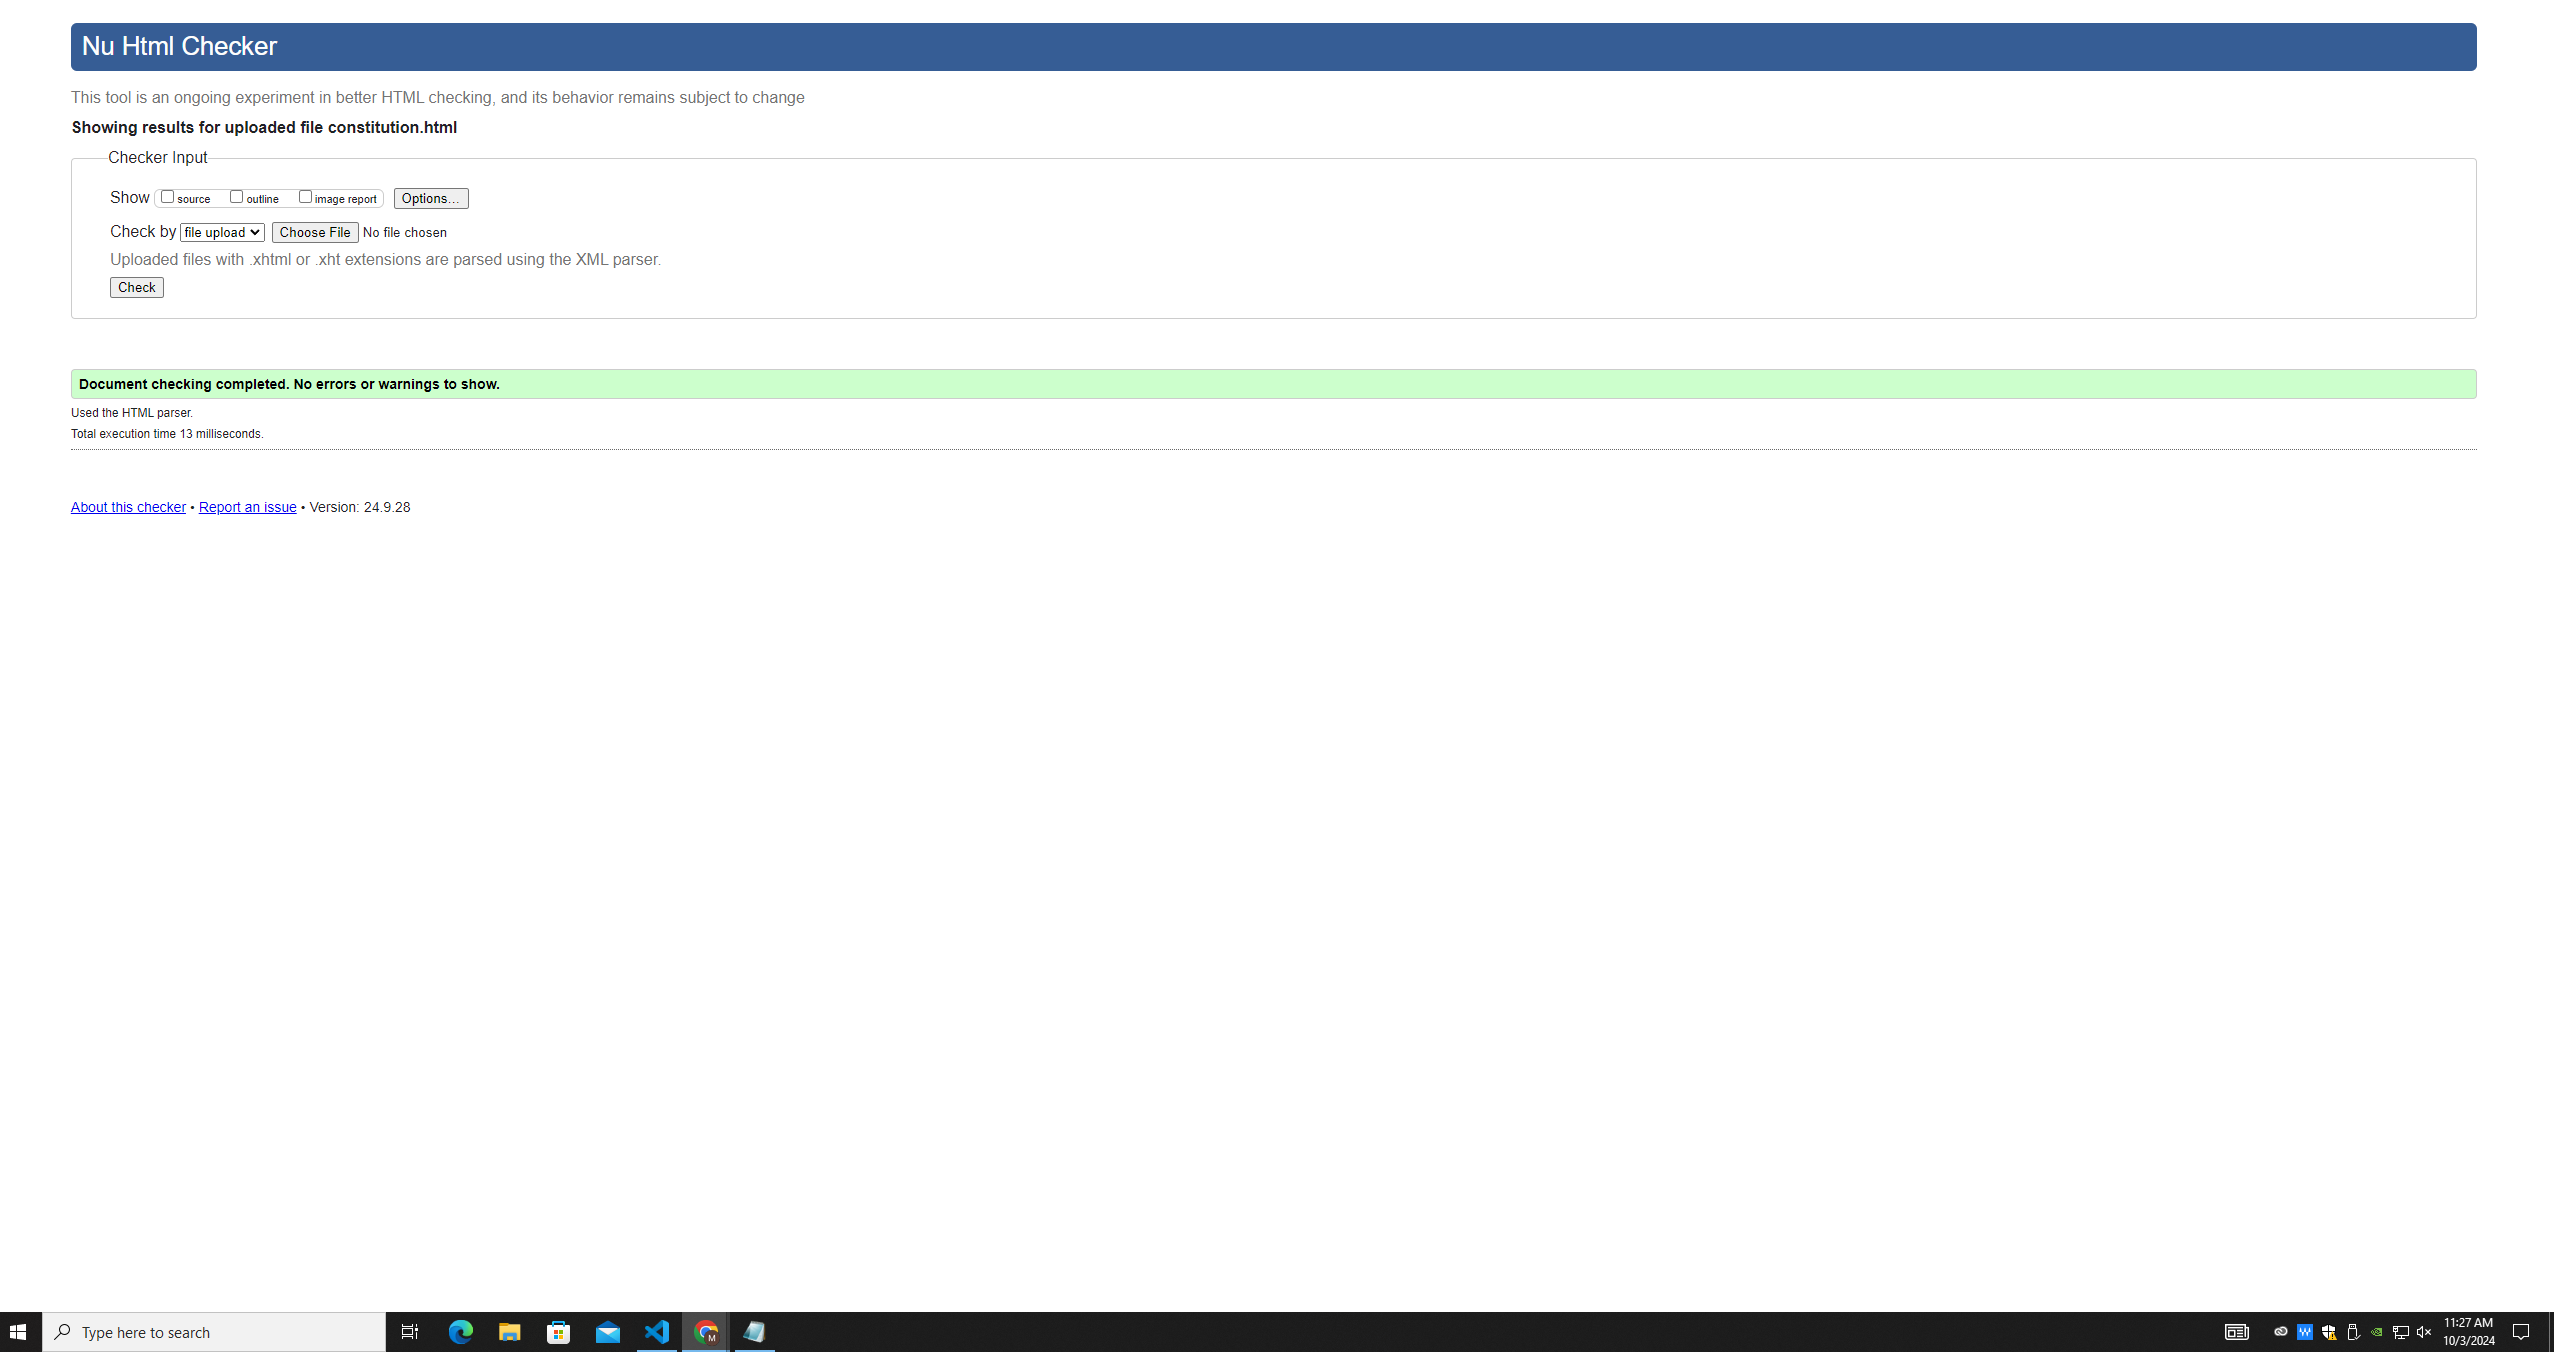 Nu Html Checker
This tool is an ongoing experiment in better HTML checking, and its behavior remains subject to change
Showing results for uploaded file constitution.html
Checker Input
Show source outline image report Options...
Check by file upload Choose File No file chosen
Uploaded files with .xhtml or .xht extensions are parsed using the XML parser.
Check
Document checking completed. No errors or warnings to show.
Used the HTML parser.
Total execution time 13 milliseconds.
About this checker • Report an issue • Version: 24.9.28
Type here to search
M
W
11:27 AM
10/3/2024